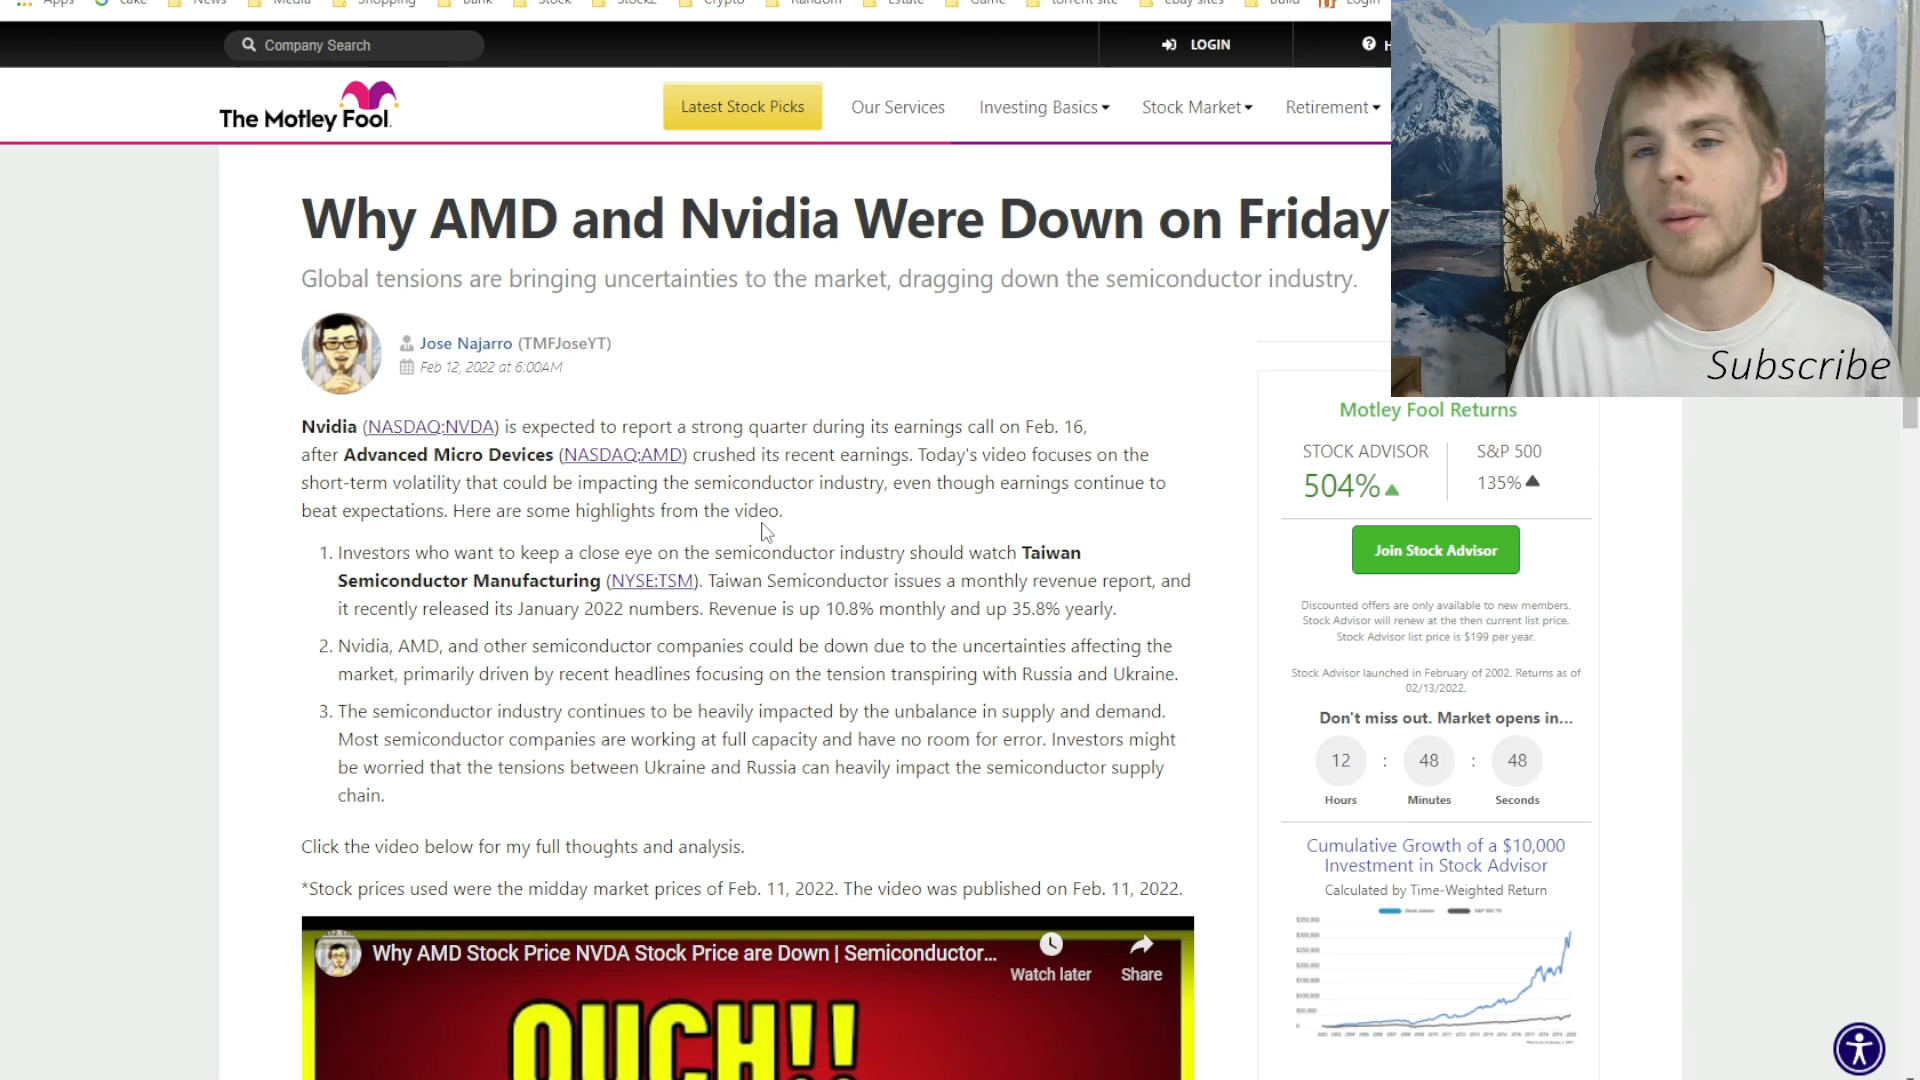 Apps
cake
News
Media
Shopping
Bank
Stock
Stock2
Crypto
Random
Estate
Game
torrent site
ebay sites
Build
Login
Company Search
LOGIN
H
The Motley Fool.
Latest Stock Picks
Our Services
Investing Basics
Stock Market
Retirement
Why AMD and Nvidia Were Down on Friday
Global tensions are bringing uncertainties to the market, dragging down the semiconductor industry.
Jose Najarro (TMFJoseYT)
Feb 12, 2022 at 6:00AM
Nvidia (NASDAQ:NVDA) is expected to report a strong quarter during its earnings call on Feb. 16,
after Advanced Micro Devices (NASDAQ:AMD) crushed its recent earnings. Today's video focuses on the
short-term volatility that could be impacting the semiconductor industry, even though earnings continue to
beat expectations. Here are some highlights from the video.
1. Investors who want to keep a close eye on the semiconductor industry should watch Taiwan
Semiconductor Manufacturing (NYSE:TSM). Taiwan Semiconductor issues a monthly revenue report, and
it recently released its January 2022 numbers. Revenue is up 10.8% monthly and up 35.8% yearly.
2. Nvidia, AMD, and other semiconductor companies could be down due to the uncertainties affecting the
market, primarily driven by recent headlines focusing on the tension transpiring with Russia and Ukraine.
3. The semiconductor industry continues to be heavily impacted by the unbalance in supply and demand.
Most semiconductor companies are working at full capacity and have no room for error. Investors might
be worried that the tensions between Ukraine and Russia can heavily impact the semiconductor supply
chain.
Click the video below for my full thoughts and analysis.
*Stock prices used were the midday market prices of Feb. 11, 2022. The video was published on Feb. 11, 2022.
Why AMD Stock Price NVDA Stock Price are Down | Semiconductor...
Watch later
Share
OUCH!!
Subscribe
Motley Fool Returns
STOCK ADVISOR
S&P 500
504%
135%
Join Stock Advisor
Discounted offers are only available to new members.
Stock Advisor will renew at the then current list price.
Stock Advisor list price is $199 per year.
Stock Advisor launched in February of 2002. Returns as of
02/13/2022.
Don't miss out. Market opens in...
12 : 48 : 48
Hours Minutes Seconds
Cumulative Growth of a $10,000
Investment in Stock Advisor
Calculated by Time-Weighted Return